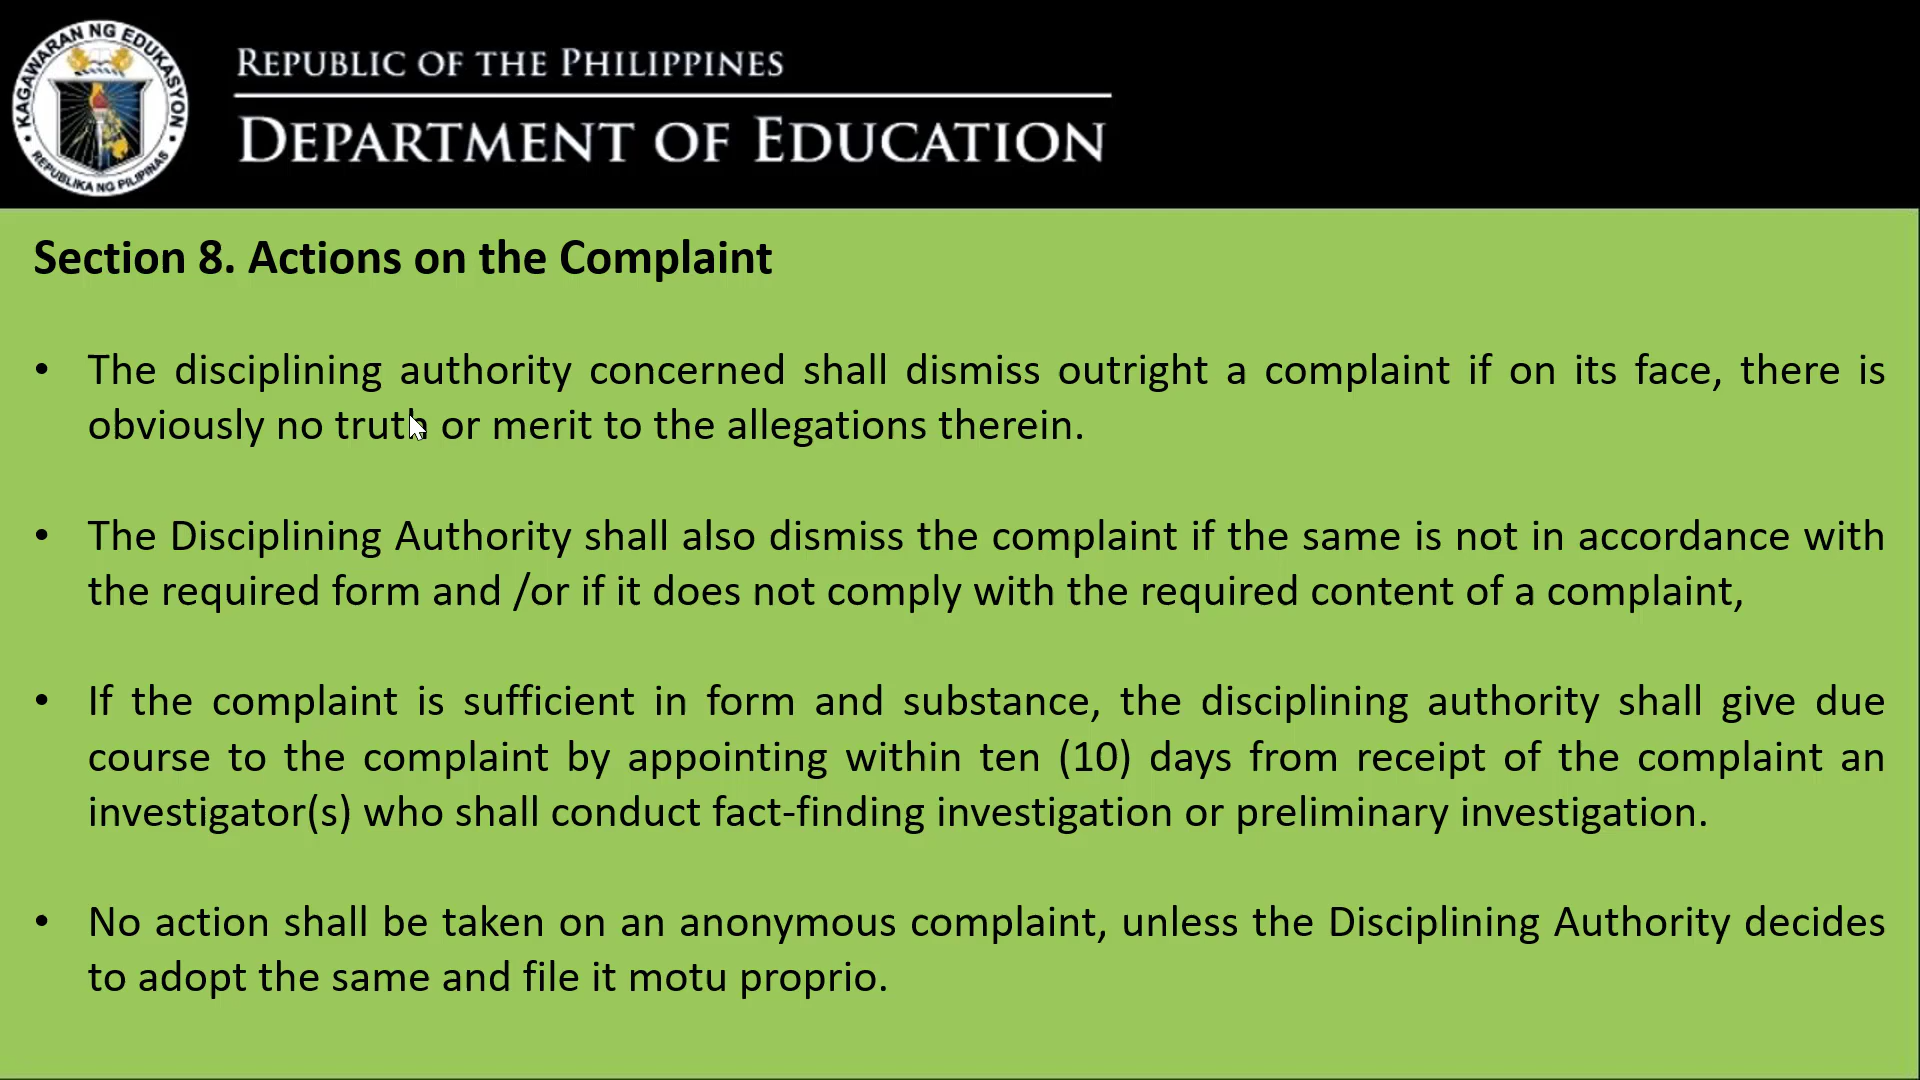 KAGAWARAN NG EDUKASYON
REPUBLIKA NG PILIPINAS
REPUBLIC OF THE PHILIPPINES
DEPARTMENT OF EDUCATION
Section 8. Actions on the Complaint
• The disciplining authority concerned shall dismiss outright a complaint if on its face, there is
obviously no truth or merit to the allegations therein.
• The Disciplining Authority shall also dismiss the complaint if the same is not in accordance with
the required form and /or if it does not comply with the required content of a complaint,
• If the complaint is sufficient in form and substance, the disciplining authority shall give due
course to the complaint by appointing within ten (10) days from receipt of the complaint an
investigator(s) who shall conduct fact-finding investigation or preliminary investigation.
• No action shall be taken on an anonymous complaint, unless the Disciplining Authority decides
to adopt the same and file it motu proprio.